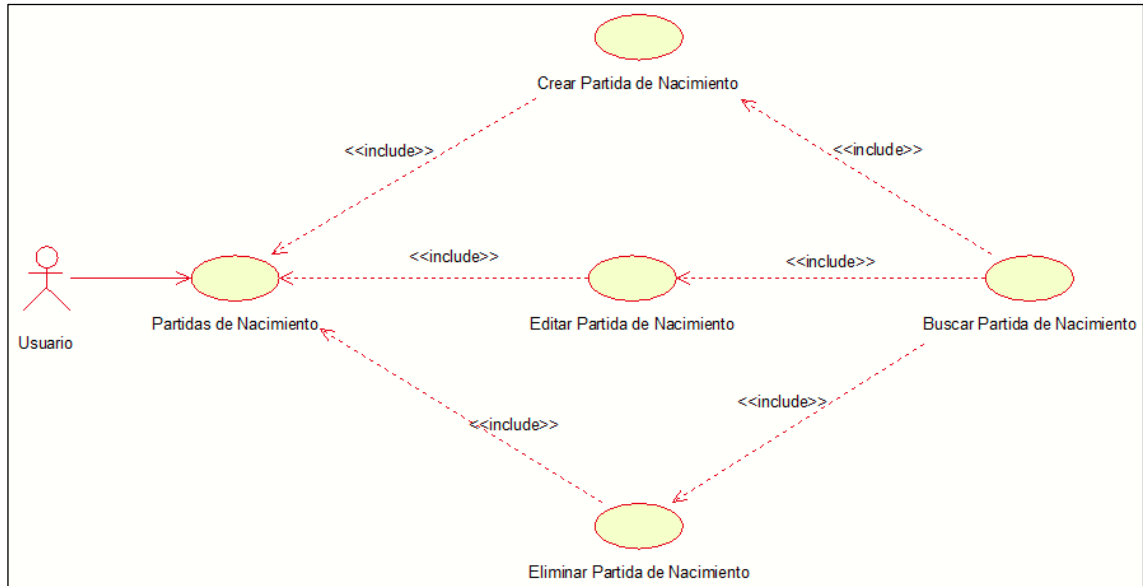 Crear Partida de Nacimiento
<<include>>
<<include>>
<<include>>
<<include>>
Partidas de Nacimiento
Editar Partida de Nacimiento
Buscar Partida de Nacimiento
Usuario
<<include>>
<<include>>
Eliminar Partida de Nacimiento